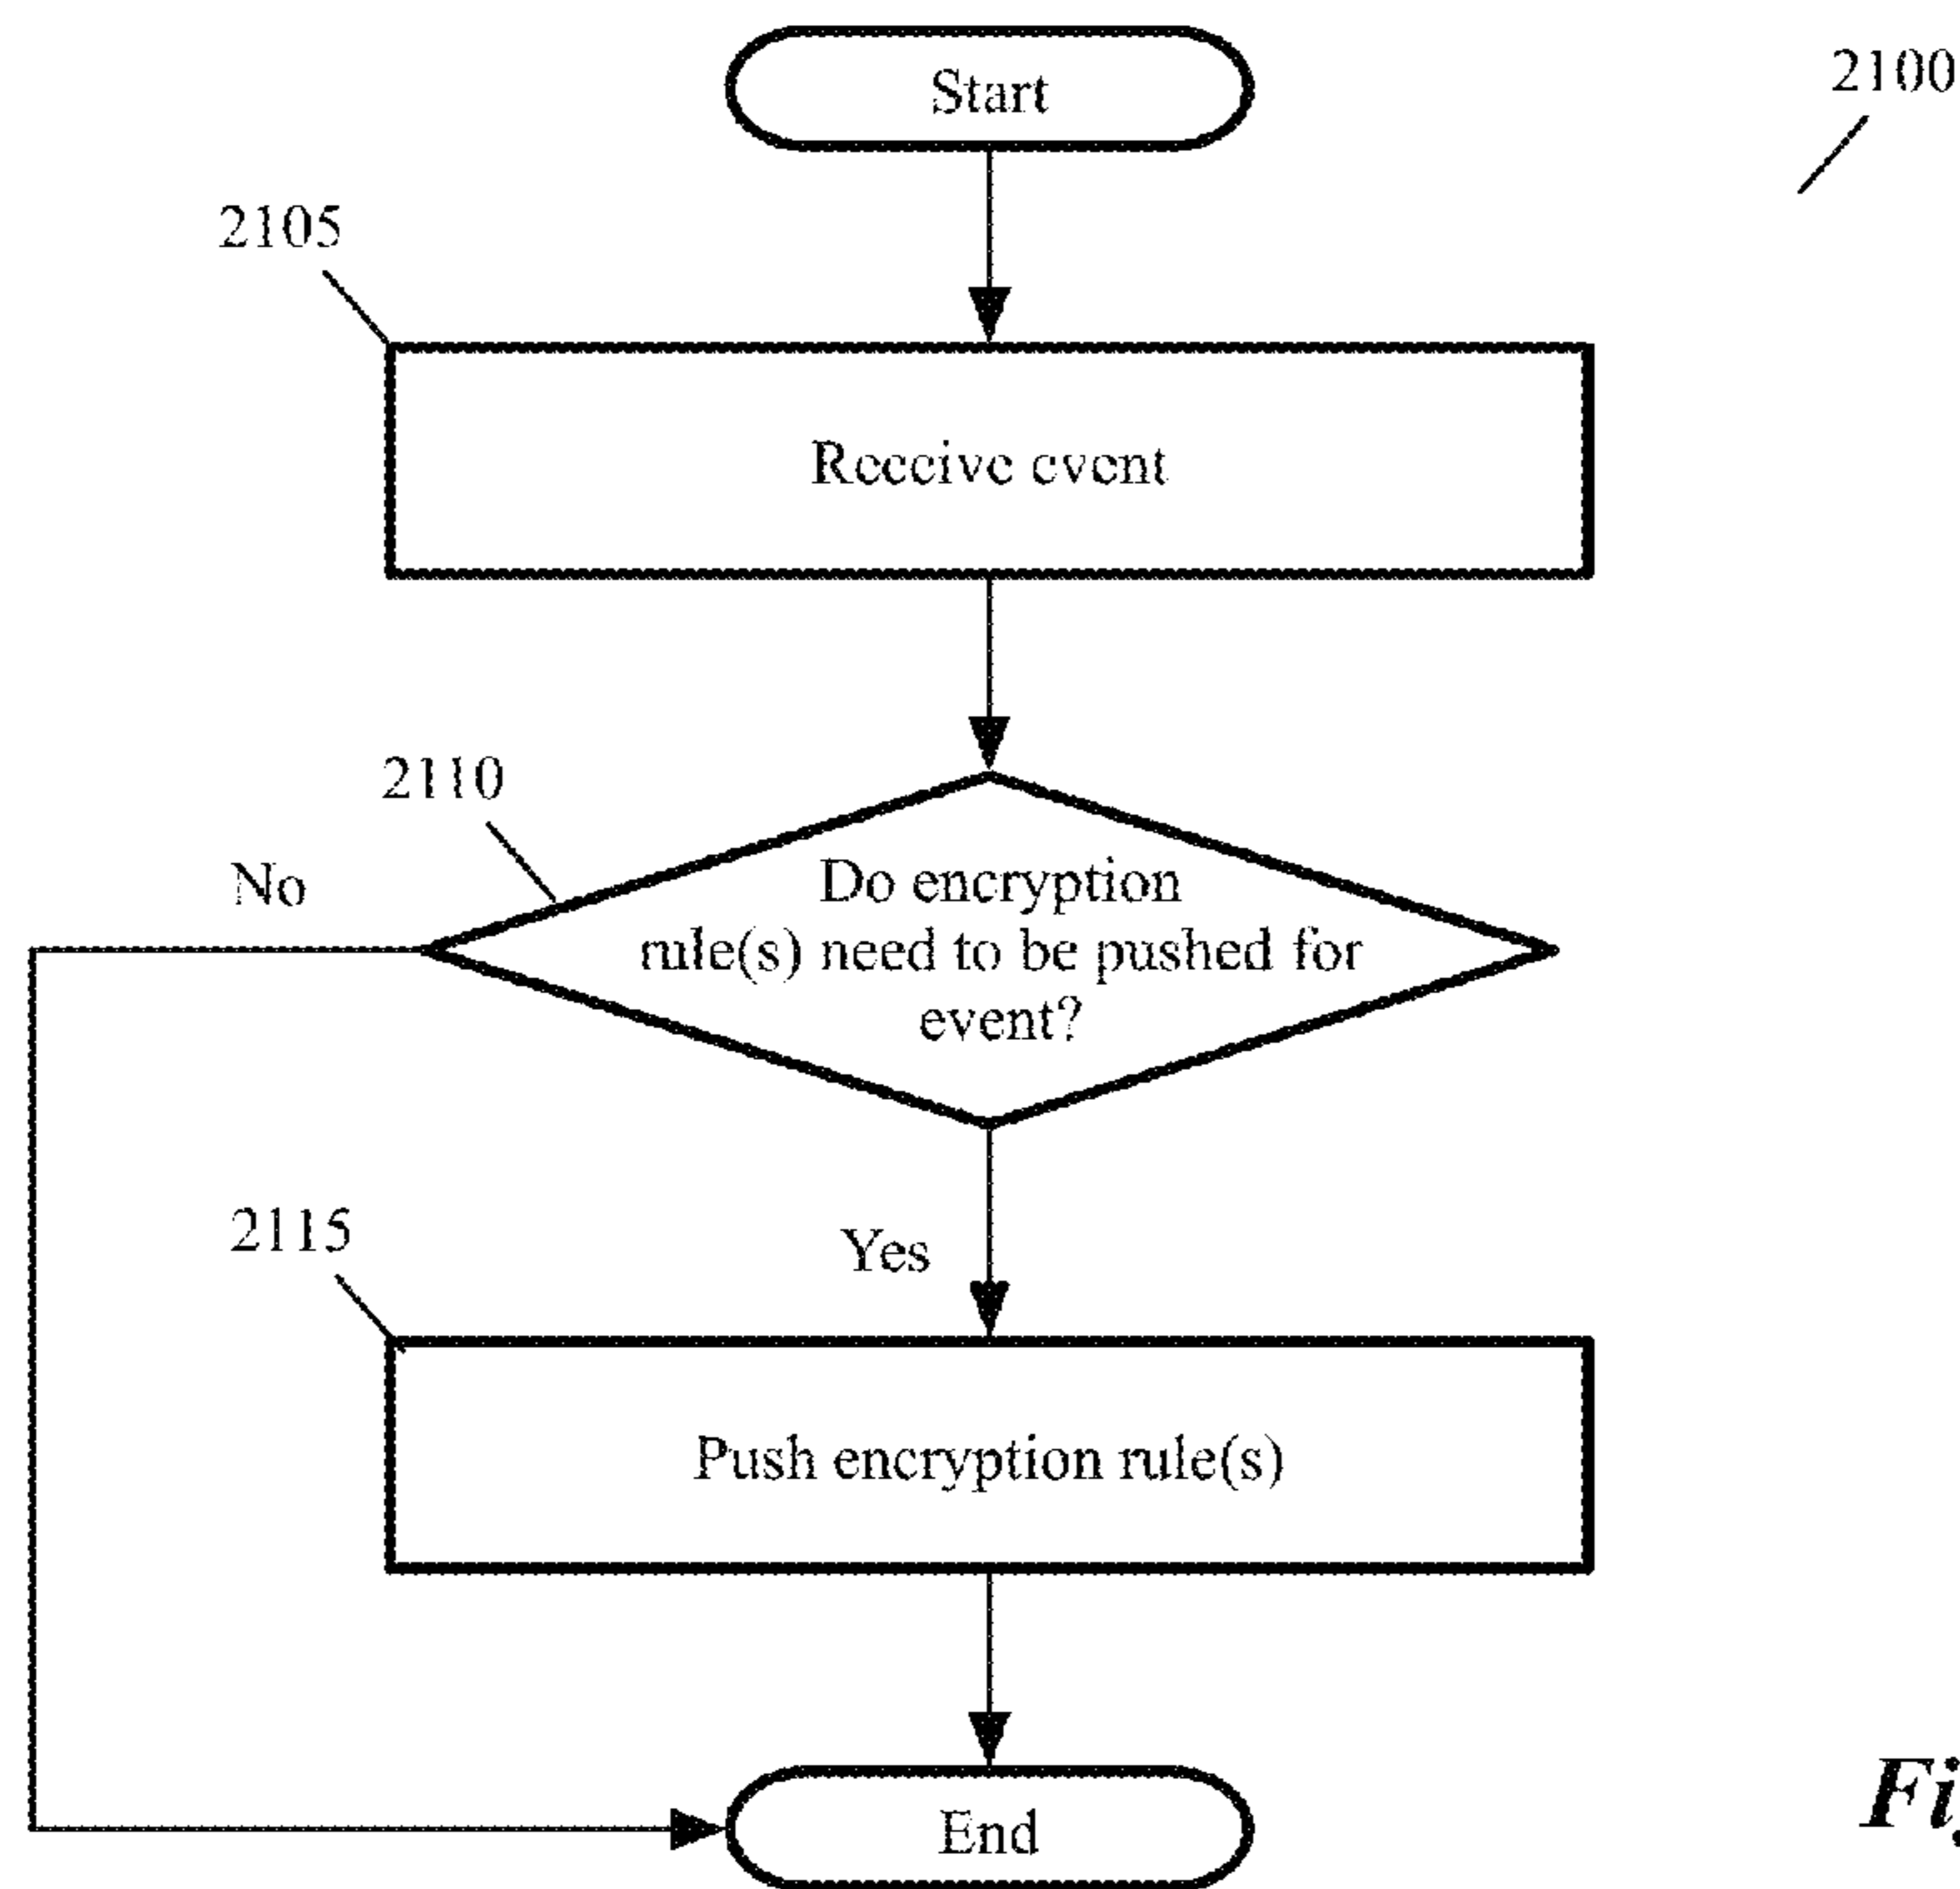 Start
2100
2105
Receive event
2110
No
Do encryption
rule(s) need to be pushed for
event?
Yes
2115
Push encryption rule(s)
End